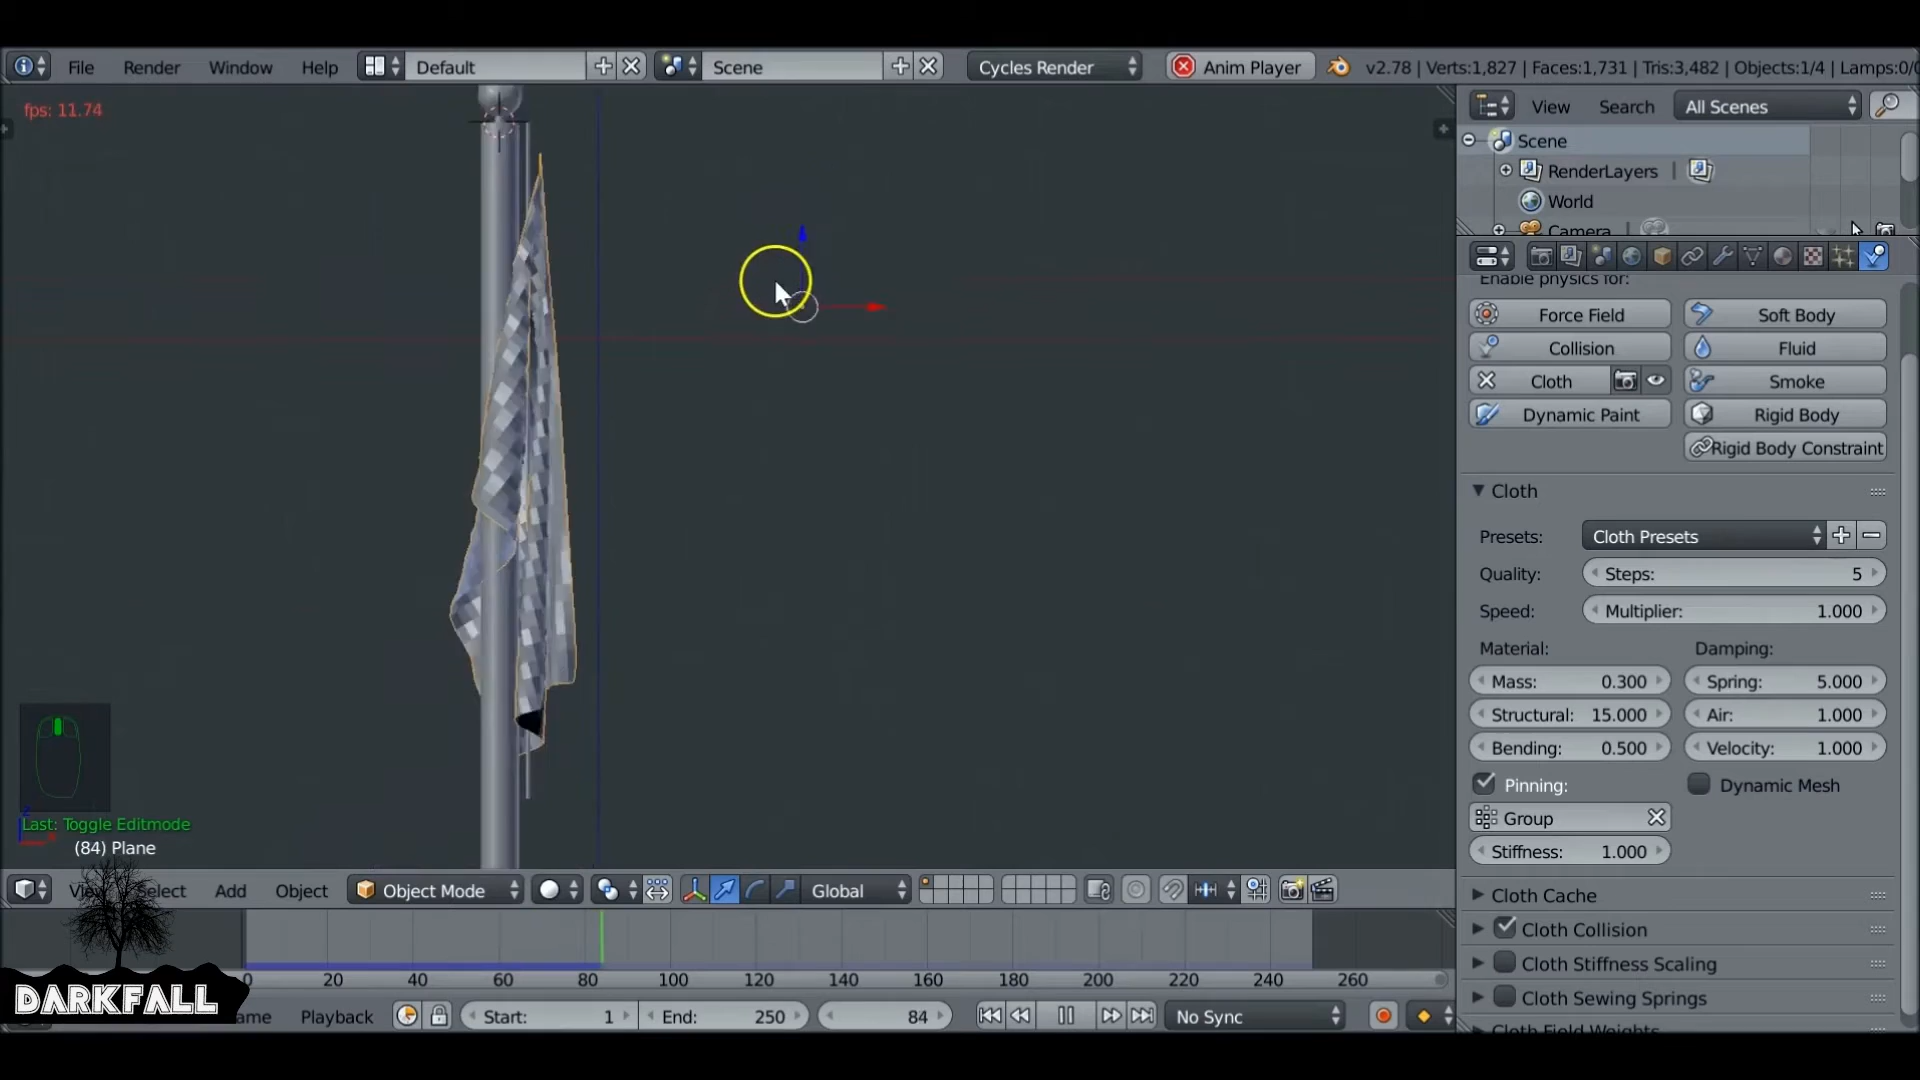 File Render Window Help Default Scene Cycles Render Anim Player v2.78 | Verts:1,827 | Faces:1,731 | Tris:3,482 | Objects:1/4 | Lamps:0/0
fps: 11.74
View Search All Scenes
Scene
RenderLayers
World
Camera
Enable physics for:
Force Field Soft Body
Collision Fluid
Cloth Smoke
Dynamic Paint Rigid Body
Rigid Body Constraint
Cloth
Presets: Cloth Presets
Quality: Steps: 5
Speed: Multiplier: 1.000
Material: Damping:
Mass: 0.300 Spring: 5.000
Structural: 15.000 Air: 1.000
Bending: 0.500 Velocity: 1.000
Pinning: Dynamic Mesh
Group
Stiffness: 1.000
Cloth Cache
Cloth Collision
Cloth Stiffness Scaling
Cloth Sewing Springs
Cloth Field Weights
Last: Toggle Editmode
(84) Plane
View Select Add Object Object Mode Global
0 20 40 60 80 100 120 140 160 180 200 220 240 260
DARKFALL
Playback Start: 1 End: 250 84 No Sync